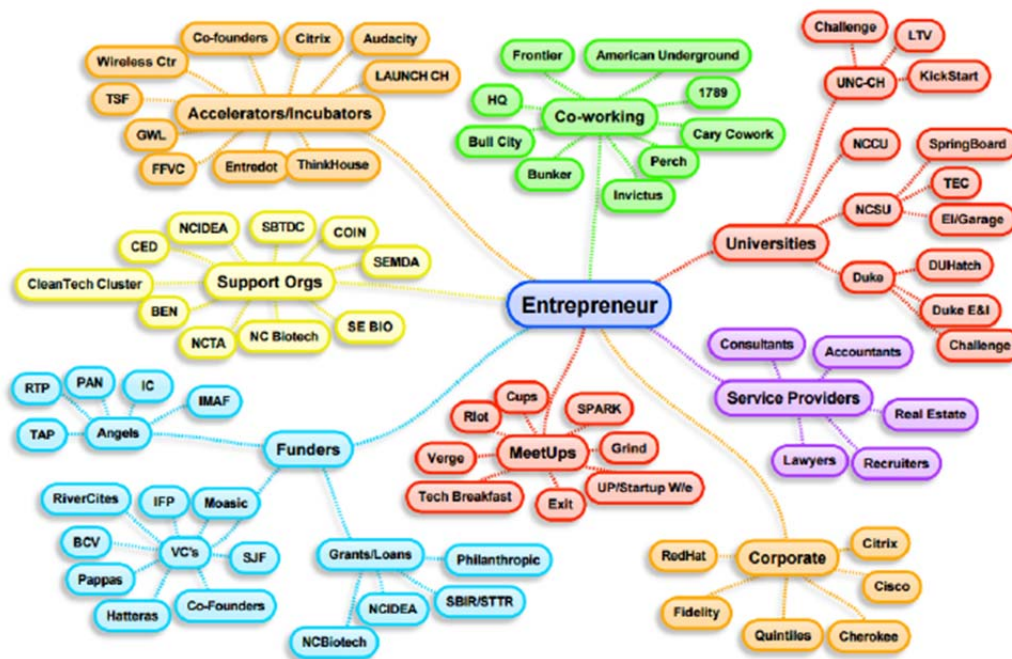 Co-founders
Citrix
Audacity
Wireless Ctr
LAUNCH CH
TSF
Accelerators/Incubators
GWL
FFVC
Entredot
ThinkHouse
Frontier
American Underground
HQ
1789
Co-working
Bull City
Cary Cowork
Bunker
Perch
Invictus
Challenge
LTV
UNC-CH
KickStart
NCCU
SpringBoard
NCSU
TEC
EI/Garage
Universities
Duke
DUHatch
Duke E&I
Challenge
NCIDEA
SBTDC
COIN
CED
SEMDA
CleanTech Cluster
Support Orgs
BEN
NCTA
NC Biotech
SE BIO
Entrepreneur
Consultants
Accountants
Service Providers
Real Estate
Lawyers
Recruiters
RTP
PAN
IC
IMAF
TAP
Angels
Funders
Cups
RIot
SPARK
Verge
MeetUps
Grind
Tech Breakfast
Exit
UP/Startup W/e
RiverCites
IFP
Moasic
BCV
VC's
SJF
Pappas
Hatteras
Co-Founders
Grants/Loans
Philanthropic
NCIDEA
SBIR/STTR
NCBiotech
RedHat
Corporate
Citrix
Cisco
Fidelity
Quintiles
Cherokee